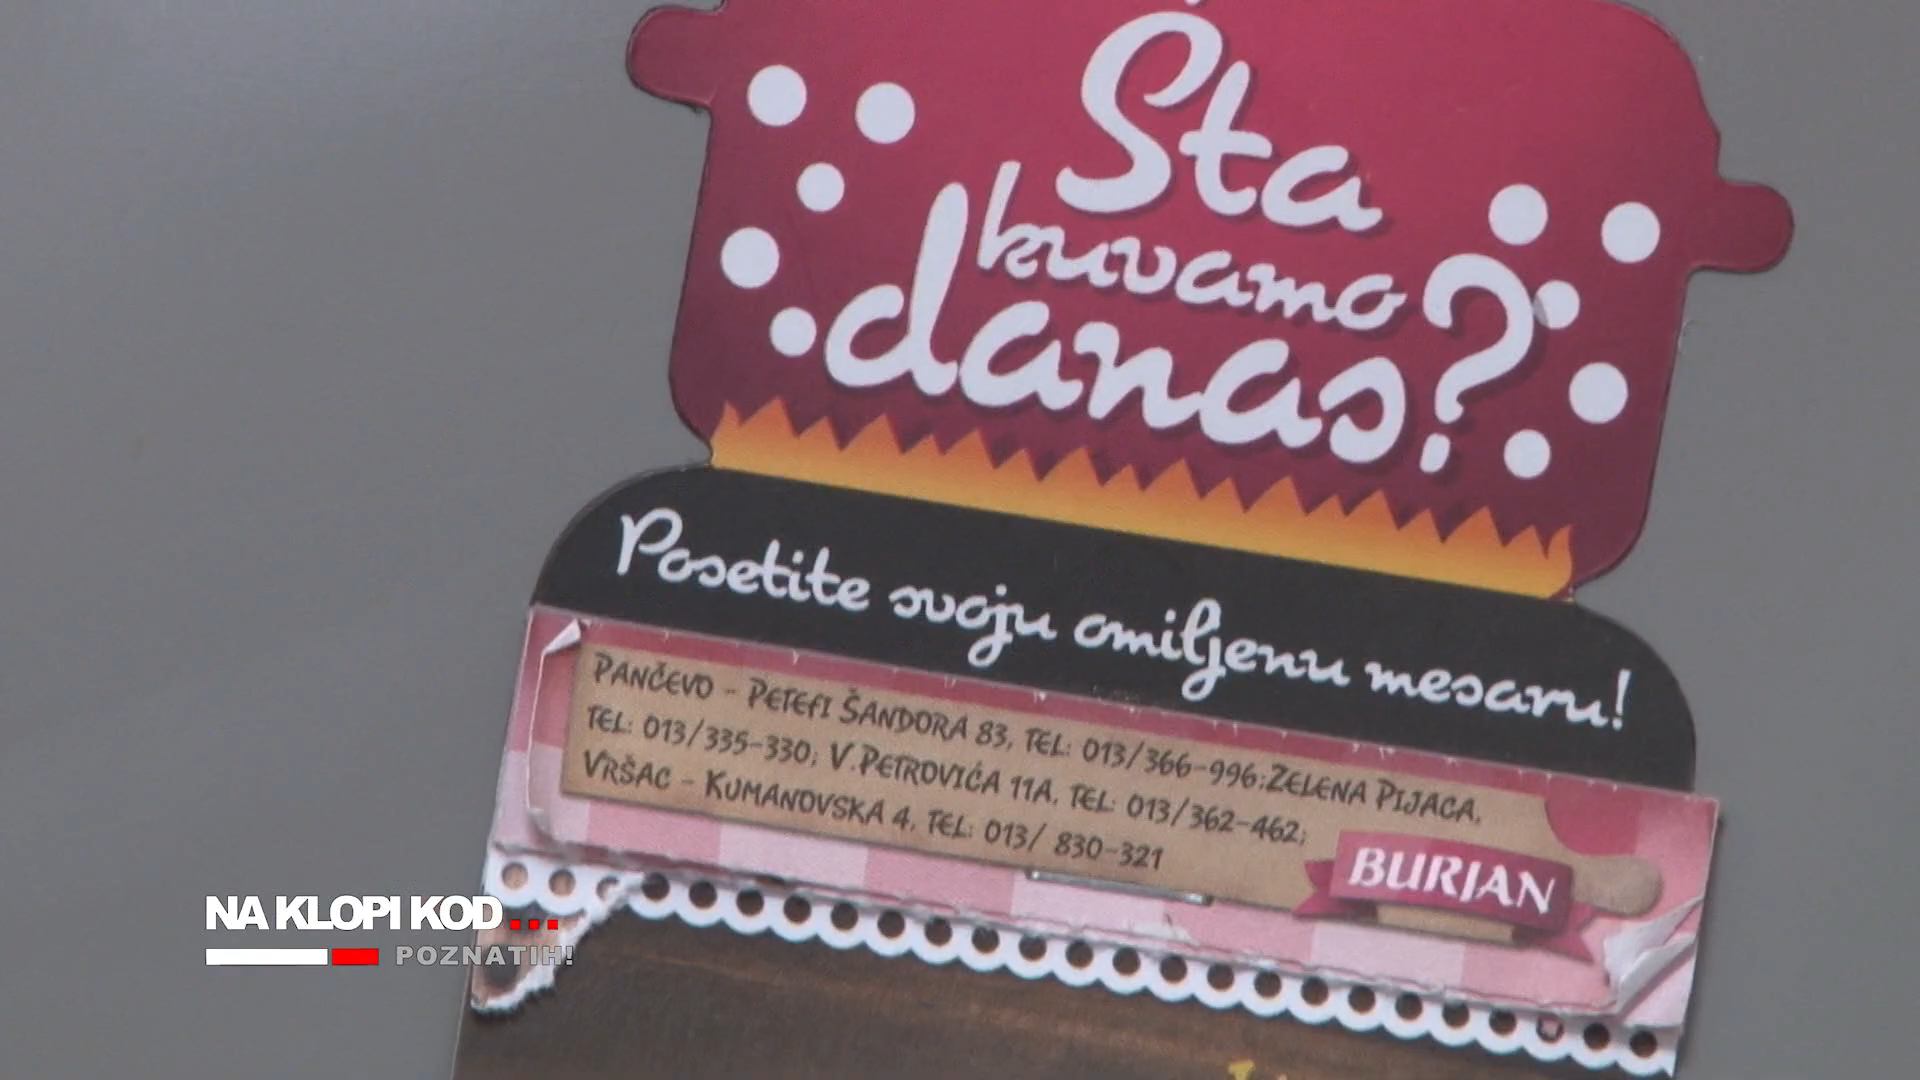 Šta
kuvamo
danas?
Posetite svoju omiljenu mesaru!
PANČEVO - PETEFI ŠANDORA 83, TEL: 013/366-996; ZELENA PIJACA,
TEL: 013/335-330; V.PETROVIĆA 11A, TEL: 013/362-462;
VRŠAC - KUMANOVSKA 4, TEL: 013/ 830-321
BURJAN
NA KLOPI KOD...
POZNATIH!